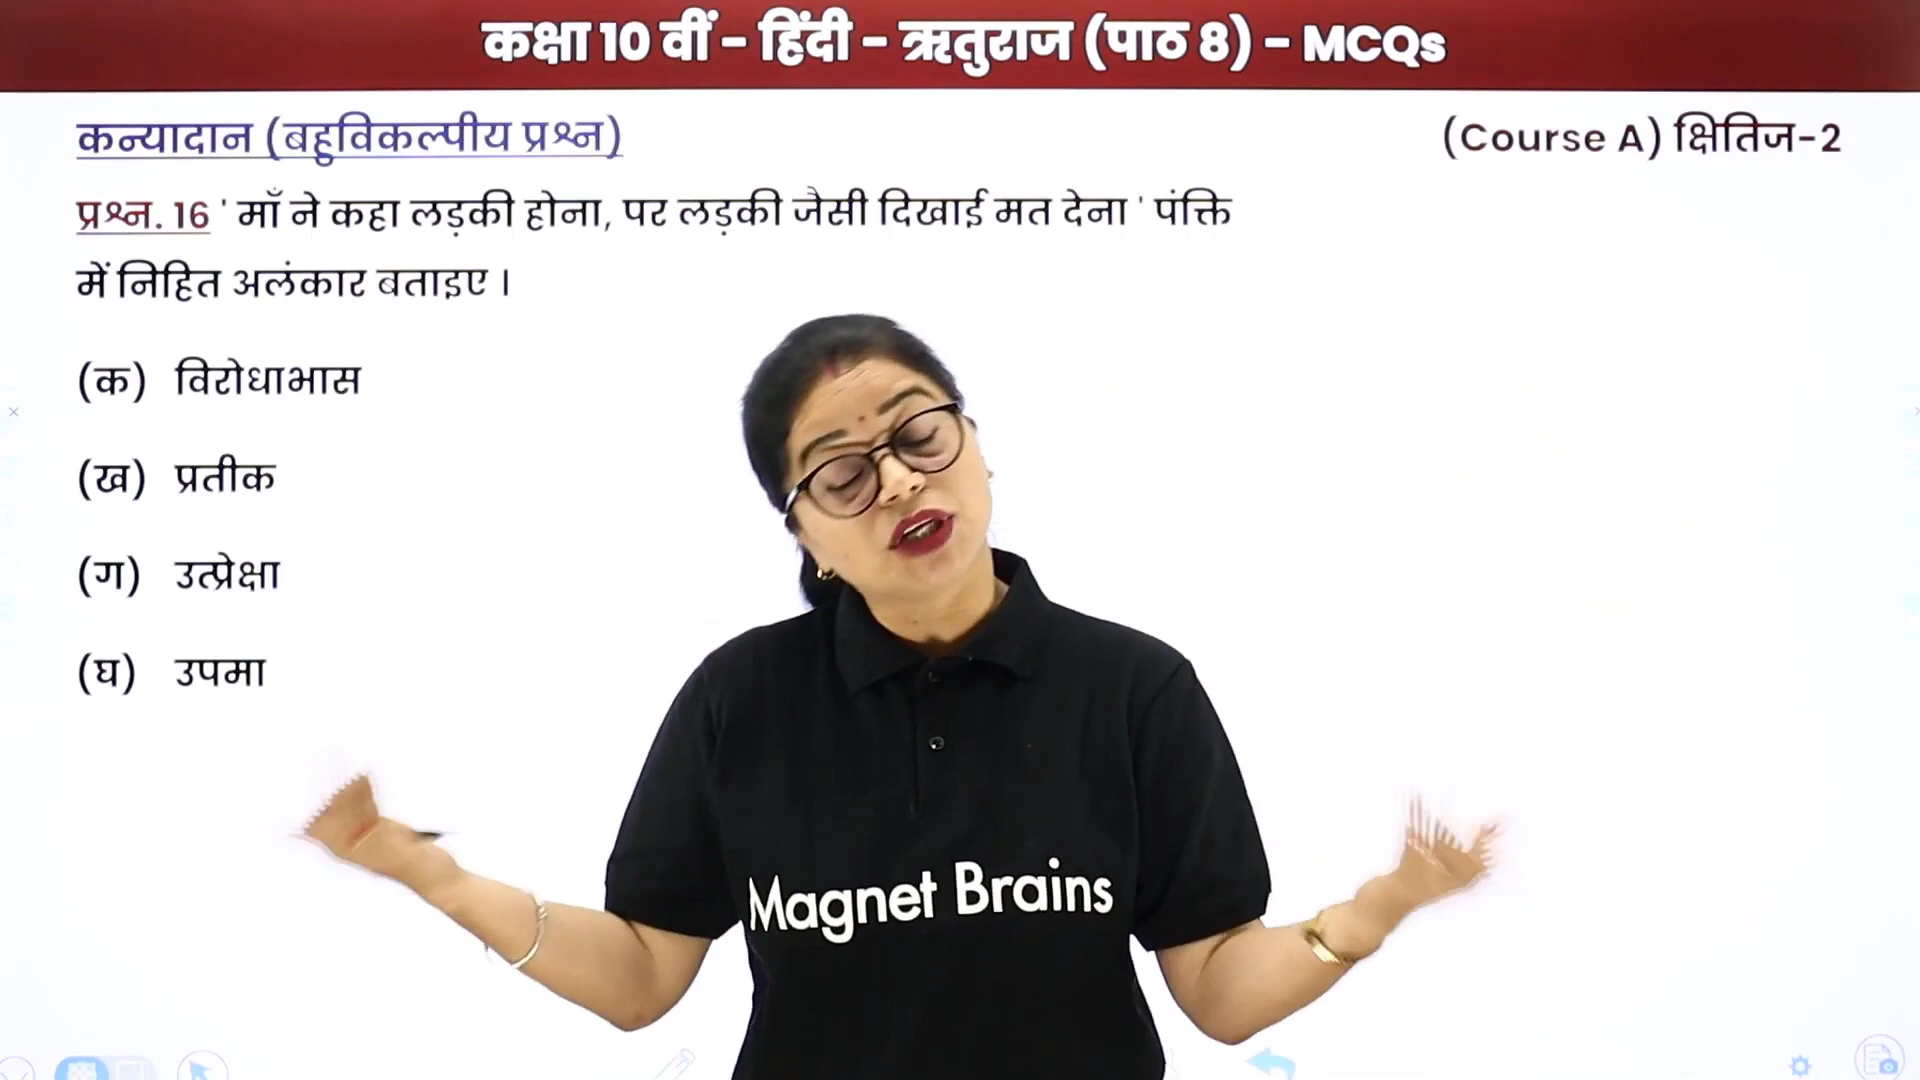 कक्षा 10 वीं - हिंदी - ऋतुराज (पाठ 8) - MCQs
कन्यादान (बहुविकल्पीय प्रश्न)
(Course A) क्षितिज-2
प्रश्न. 16 ' माँ ने कहा लड़की होना, पर लड़की जैसी दिखाई मत देना ' पंक्ति
में निहित अलंकार बताइए ।
(क) विरोधाभास
(ख) प्रतीक
(ग) उत्प्रेक्षा
(घ) उपमा
Magnet Brains